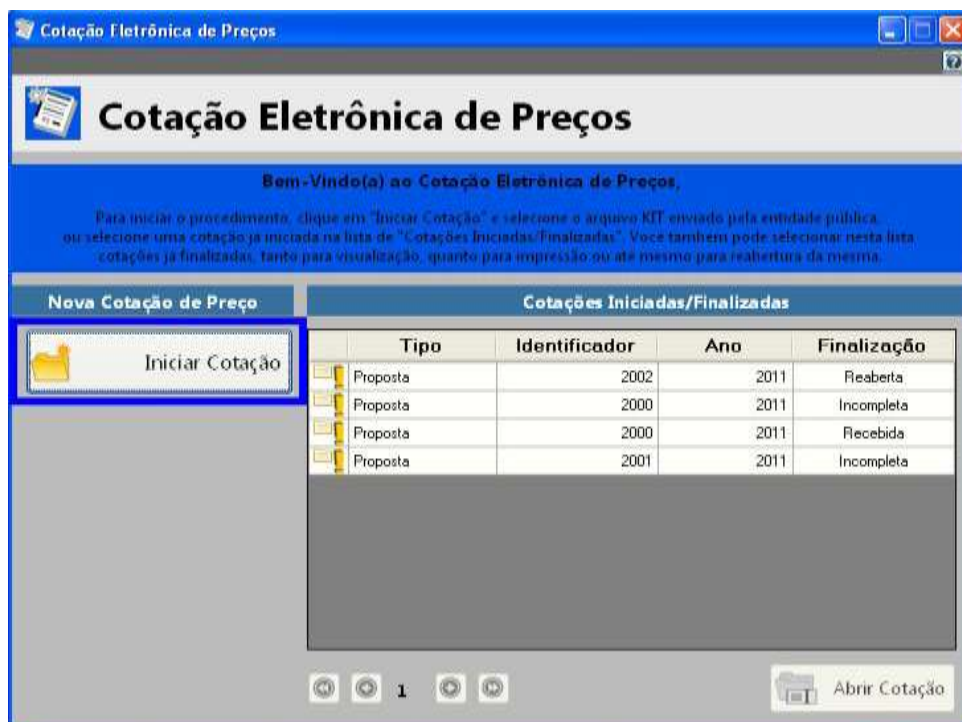 Cotação Eletrônica de Preços
Cotação Eletrônica de Preços
Bem-Vindo(a) ao Cotação Eletrônica de Preços,
Para iniciar o procedimento, clique em "Iniciar Cotação" e selecione o arquivo KIT enviado pela entidade pública,
ou selecione uma cotação já iniciada na lista de "Cotações Iniciadas/Finalizadas". Você também pode selecionar nesta lista
cotações já finalizadas, tanto para visualização, quanto para impressão ou até mesmo para reabertura da mesma.
Nova Cotação de Preço
Cotações Iniciadas/Finalizadas
Iniciar Cotação
Tipo Identificador Ano Finalização
Proposta 2002 2011 Reaberta
Proposta 2000 2011 Incompleta
Proposta 2000 2011 Recebida
Proposta 2001 2011 Incompleta
1
Abrir Cotação